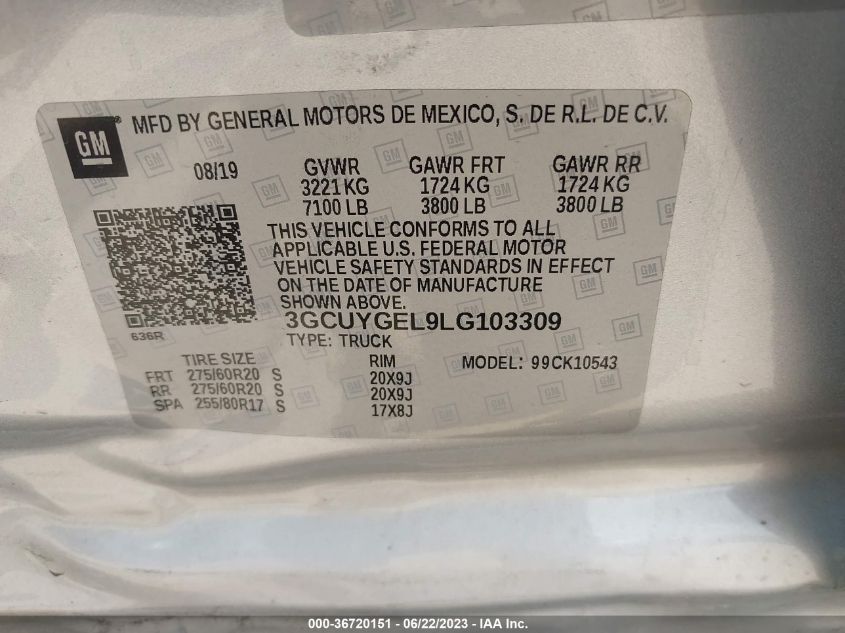 GM
MFD BY GENERAL MOTORS DE MEXICO, S. DE R.L. DE C.V.
08/19 GVWR GAWR FRT GAWR RR
3221 KG 1724 KG 1724 KG
7100 LB 3800 LB 3800 LB
THIS VEHICLE CONFORMS TO ALL
APPLICABLE U.S. FEDERAL MOTOR
VEHICLE SAFETY STANDARDS IN EFFECT
ON THE DATE OF MANUFACTURE
SHOWN ABOVE.
636R
3GCUYGEL9LG103309
TYPE: TRUCK
TIRE SIZE RIM MODEL: 99CK10543
FRT 275/60R20 S 20X9J
RR 275/60R20 S 20X9J
SPA 255/80R17 S 17X8J
000-36720151 - 06/22/2023 - IAA Inc.